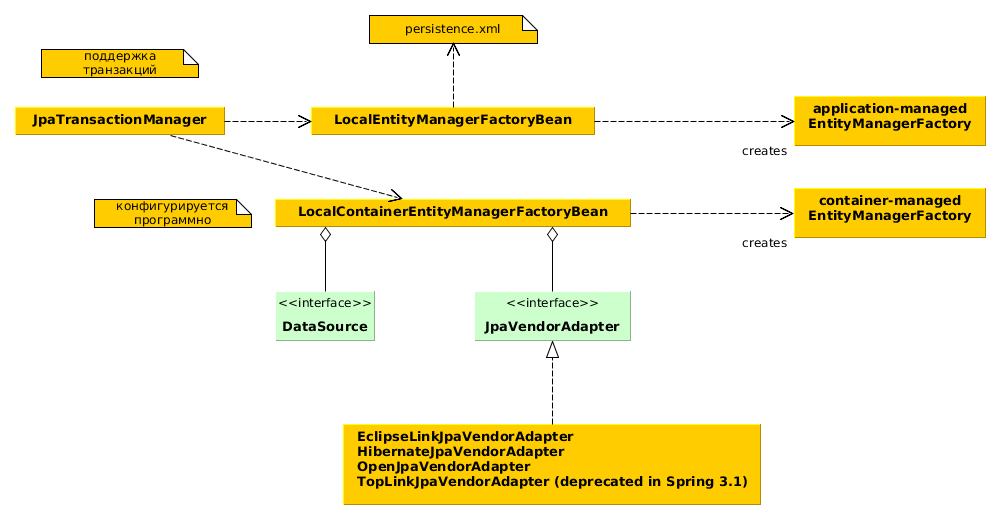 persistence.xml
поддержка
транзакций
JpaTransactionManager
LocalEntityManagerFactoryBean
application-managed
EntityManagerFactory
creates
конфигурируется
программно
LocalContainerEntityManagerFactoryBean
container-managed
EntityManagerFactory
creates
<<interface>>
DataSource
<<interface>>
JpaVendorAdapter
EclipseLinkJpaVendorAdapter
HibernateJpaVendorAdapter
OpenJpaVendorAdapter
TopLinkJpaVendorAdapter (deprecated in Spring 3.1)